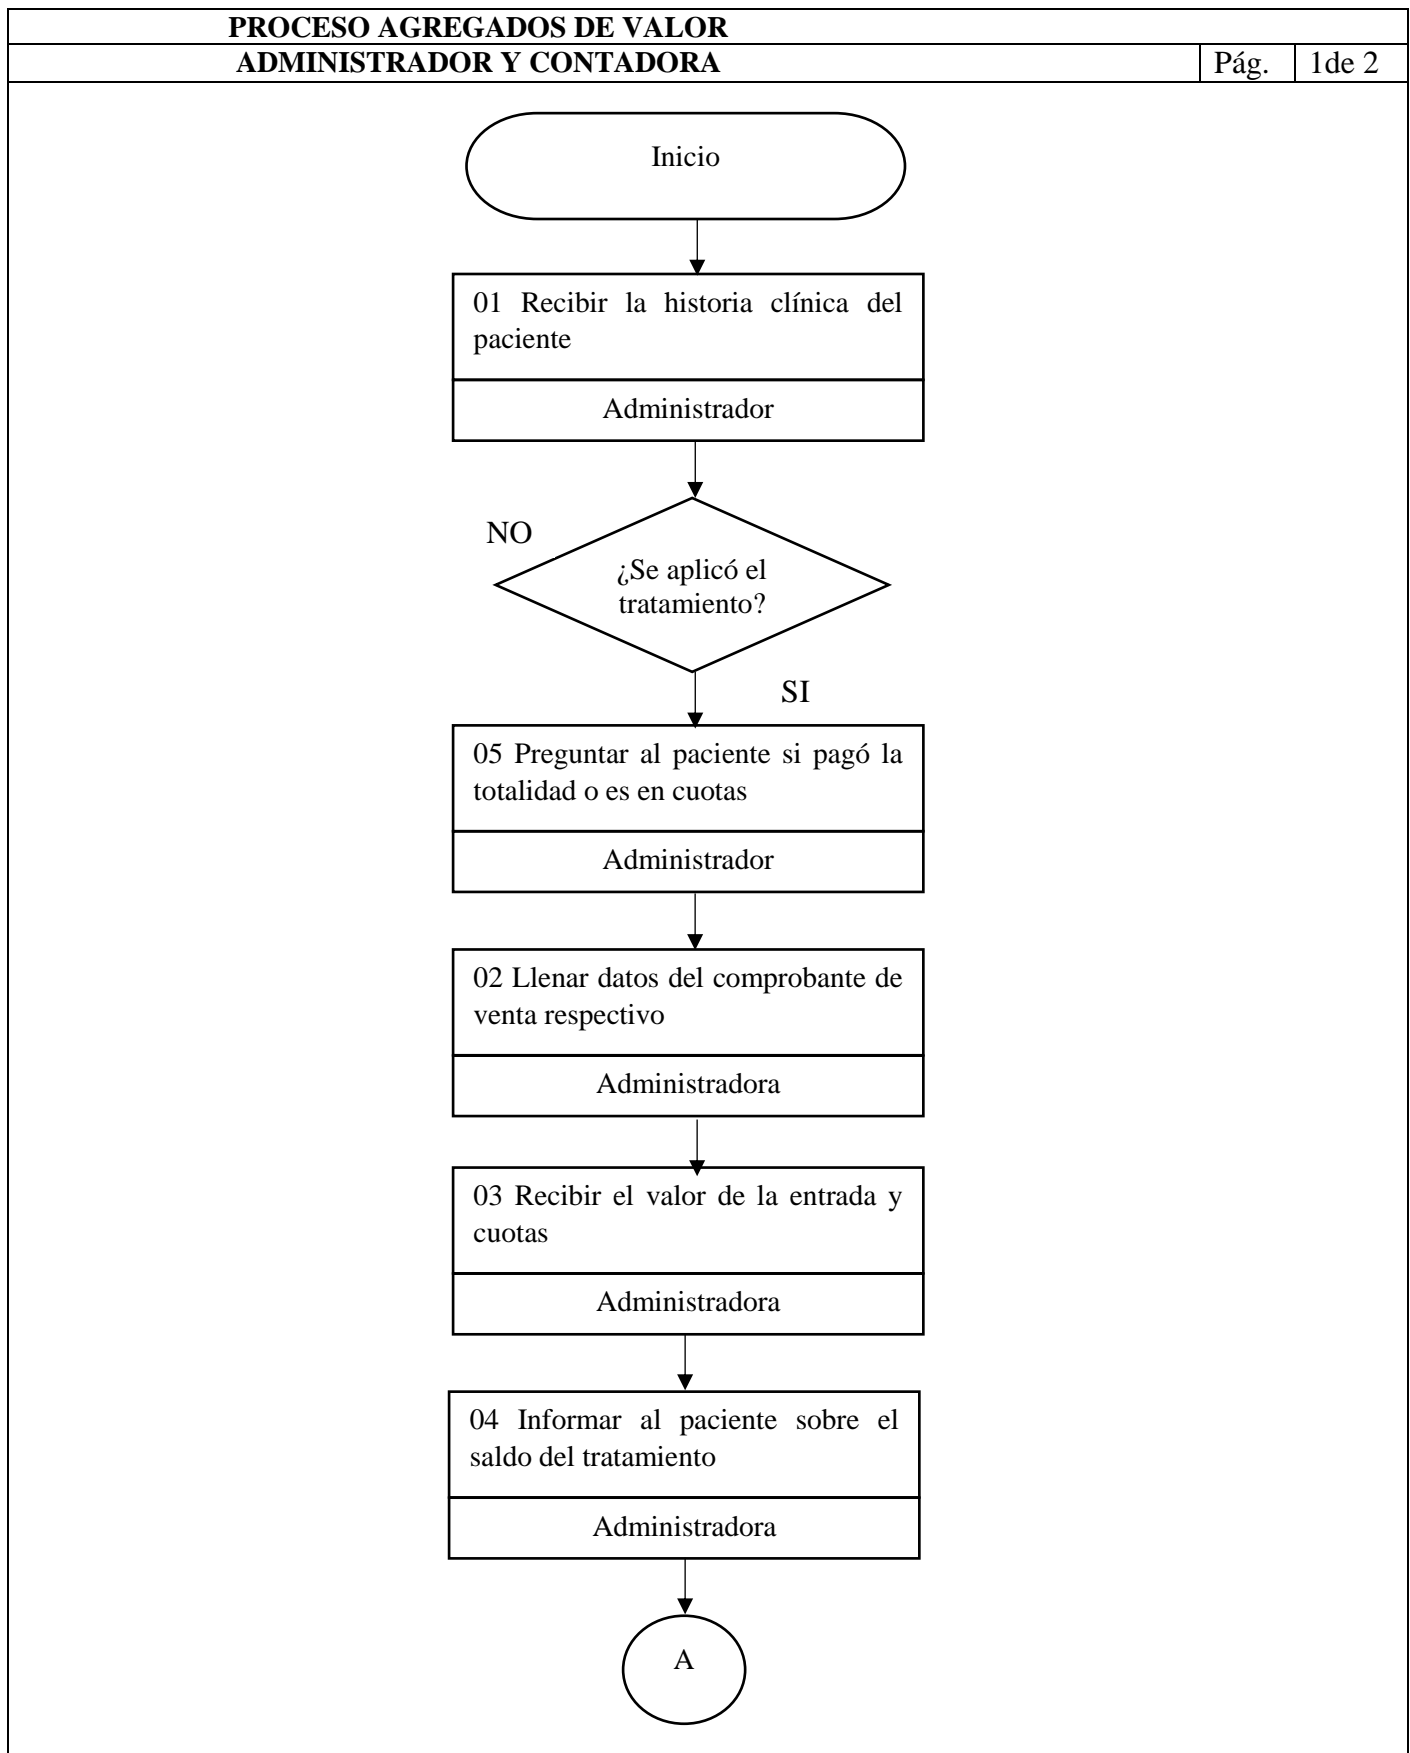 PROCESO AGREGADOS DE VALOR
ADMINISTRADOR Y CONTADORA
Pág. 1de 2
Inicio
01 Recibir la historia clínica del
paciente
Administrador
NO
¿Se aplicó el
tratamiento?
SI
05 Preguntar al paciente si pagó la
totalidad o es en cuotas
Administrador
02 Llenar datos del comprobante de
venta respectivo
Administradora
03 Recibir el valor de la entrada y
cuotas
Administradora
04 Informar al paciente sobre el
saldo del tratamiento
Administradora
A